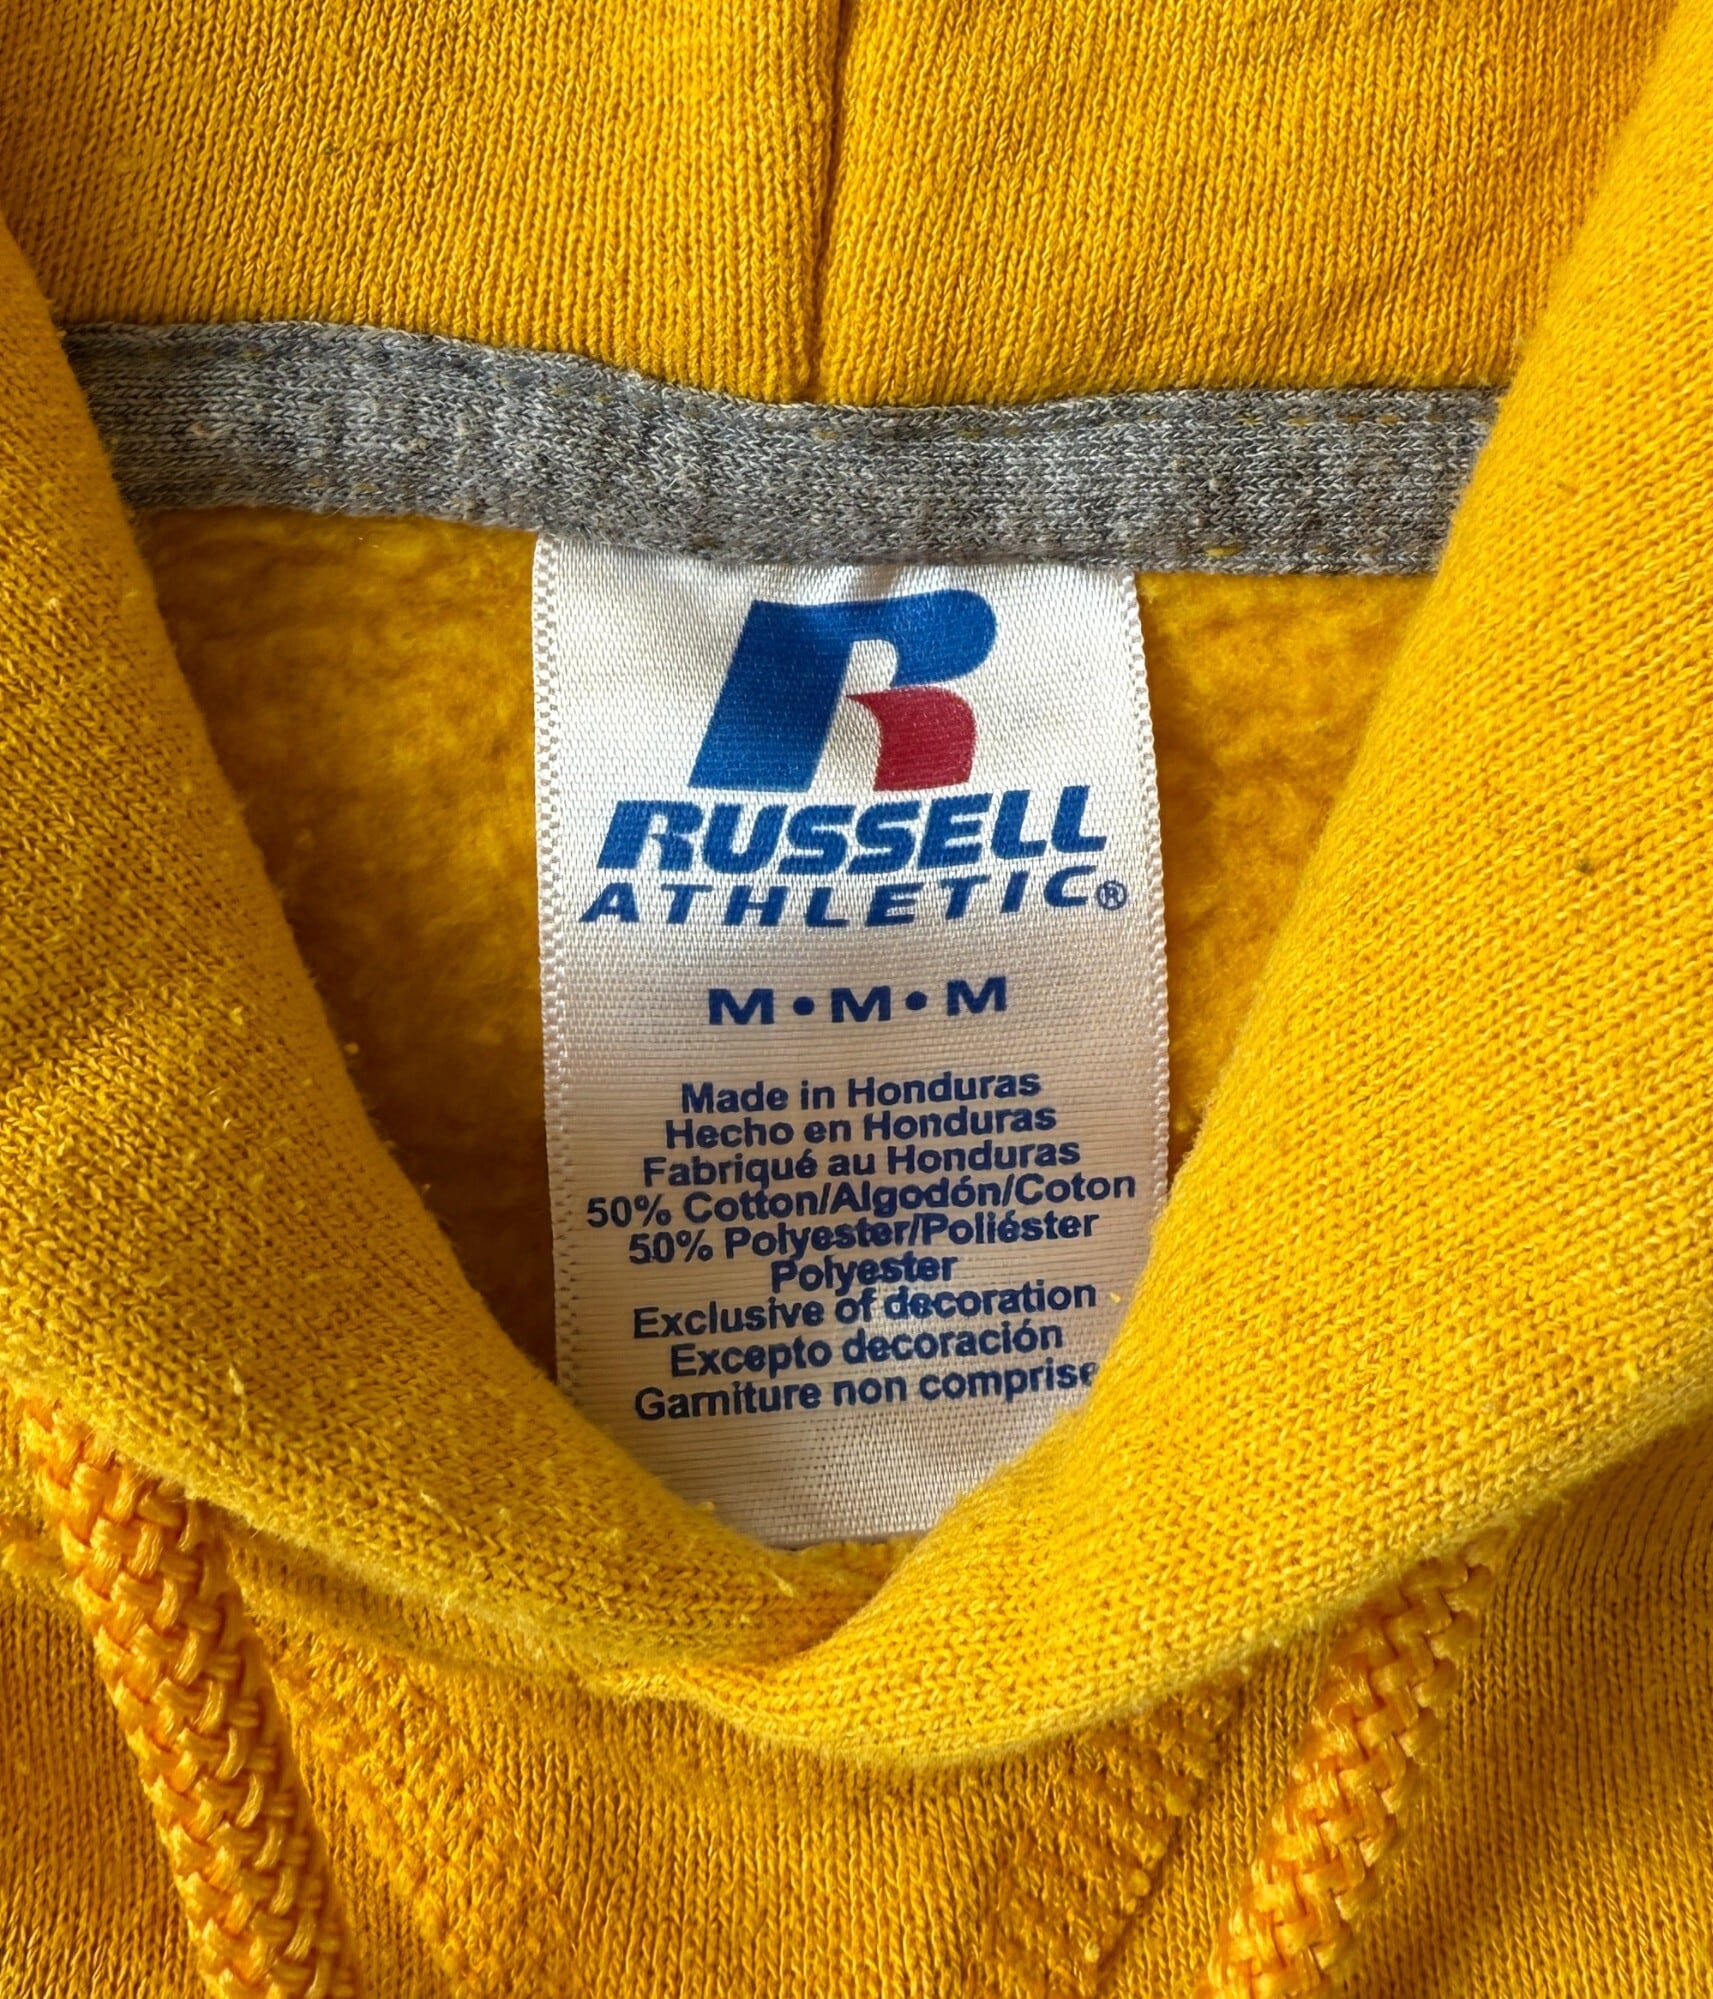 R
RUSSELL
ATHLETIC®
M•M•M
Made in Honduras
Hecho en Honduras
Fabriqué au Honduras
50% Cotton/Algodón/Coton
50% Polyester/Poliéster
Polyester
Exclusive of decoration
Excepto decoración
Garniture non comprise